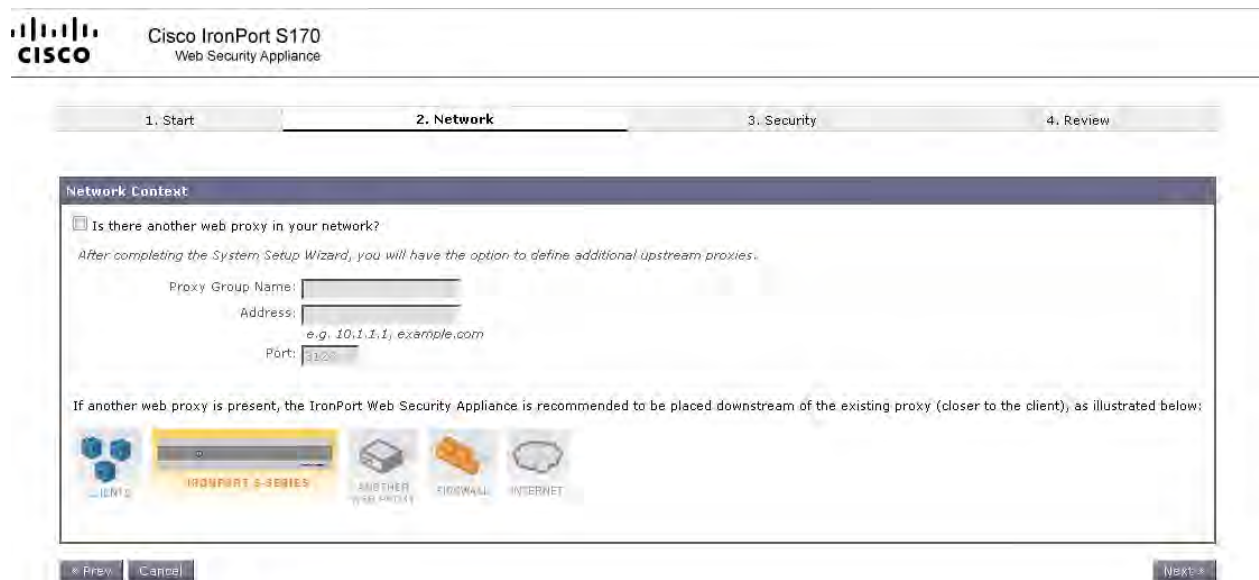 CISCO
Cisco IronPort S170
Web Security Appliance
1. Start
2. Network
3. Security
4. Review
Network Context
Is there another web proxy in your network?
After completing the System Setup Wizard, you will have the option to define additional upstream proxies.
Proxy Group Name:
Address:
e.g. 10.1.1.1, example.com
Port:
If another web proxy is present, the IronPort Web Security Appliance is recommended to be placed downstream of the existing proxy (closer to the client), as illustrated below:
CLIENTS
IRONPORT S-SERIES
ANOTHER
WEB PROXY
FIREWALL
INTERNET
« Prev
Cancel
Next »